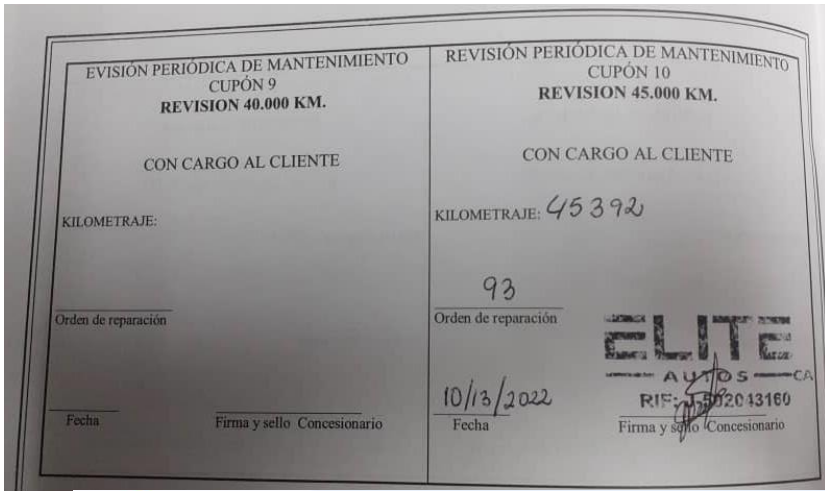 EVISIÓN PERIÓDICA DE MANTENIMIENTO
CUPÓN 9
REVISION 40.000 KM.
CON CARGO AL CLIENTE
KILOMETRAJE:
Orden de reparación
Fecha
Firma y sello Concesionario
REVISIÓN PERIÓDICA DE MANTENIMIENTO
CUPÓN 10
REVISION 45.000 KM.
CON CARGO AL CLIENTE
KILOMETRAJE: 45392
93
Orden de reparación
ELITE
AUTOS CA
RIF: J-502043160
10/13/2022
Fecha
Firma y sello Concesionario